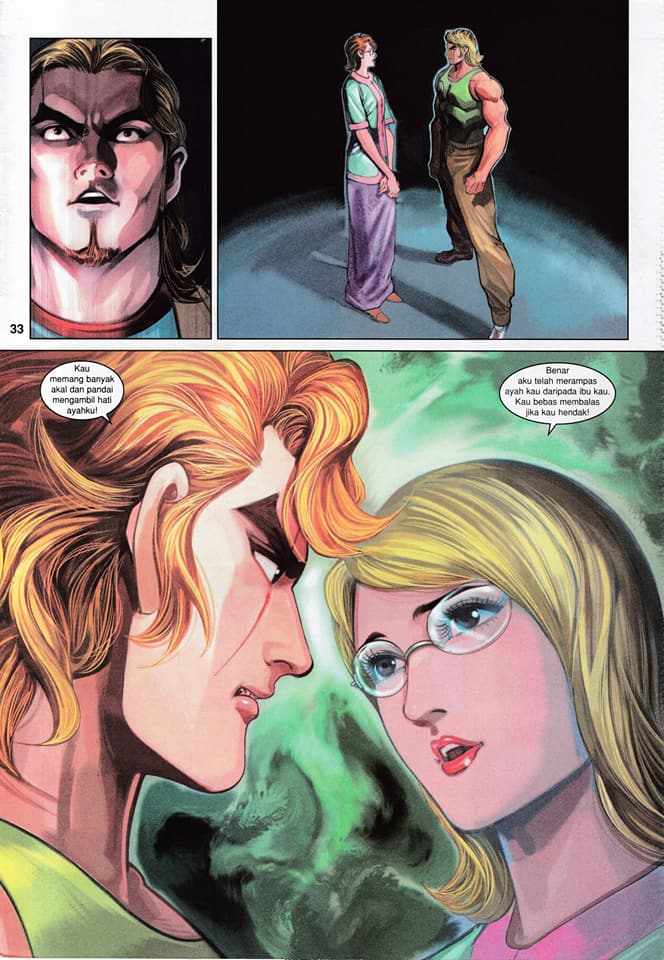 33
Kau
memang banyak
akal dan pandai
mengambil hati
ayahku!
Benar
aku telah merampas
ayah kau daripada ibu kau.
Kau bebas membalas
jika kau hendak!